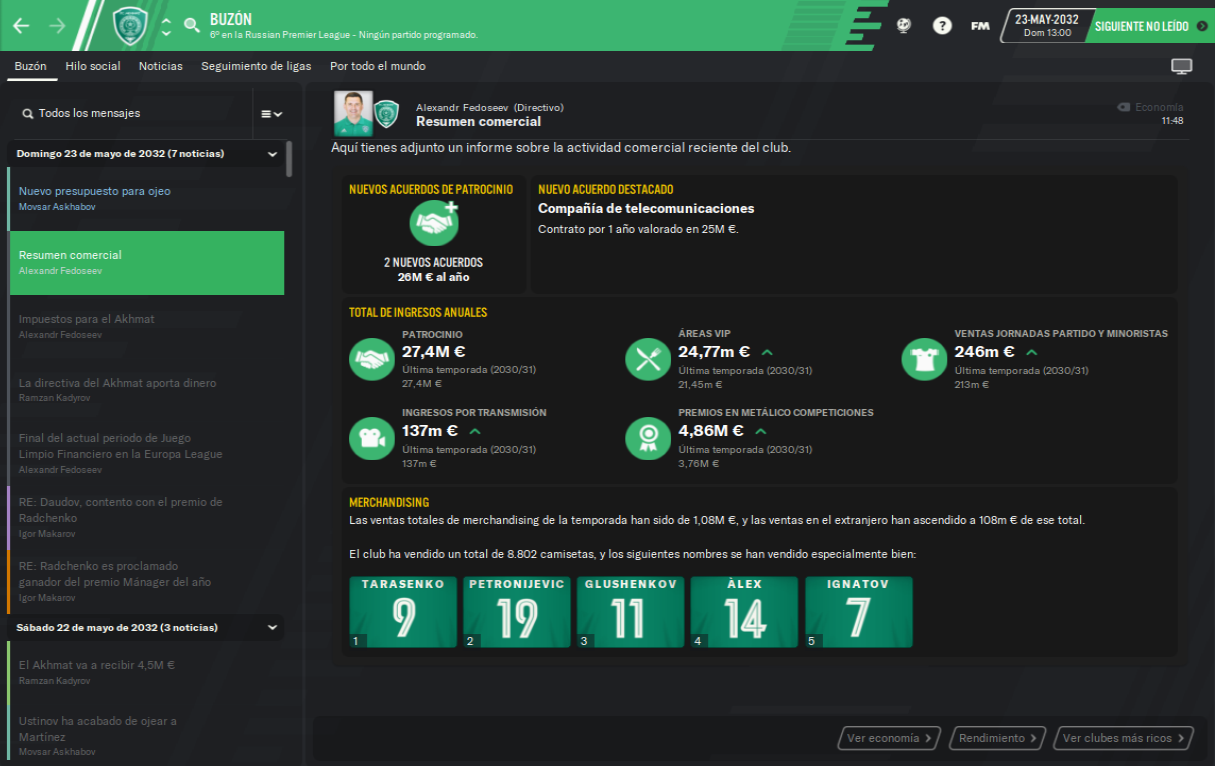 BUZÓN
6º en la Russian Premier League - Ningún partido programado.
?
FM
23-MAY-2032
Dom 13:00
SIGUIENTE NO LEÍDO
Buzón
Hilo social
Noticias
Seguimiento de ligas
Por todo el mundo
Todos los mensajes
Domingo 23 de mayo de 2032 (7 noticias)
Nuevo presupuesto para ojeo
Movsar Askhabov
Resumen comercial
Alexandr Fedoseev
Impuestos para el Akhmat
Alexandr Fedoseev
La directiva del Akhmat aporta dinero
Ramzan Kadyrov
Final del actual periodo de Juego
Limpio Financiero en la Europa League
Alexandr Fedoseev
RE: Daudov, contento con el premio de
Radchenko
Igor Makarov
RE: Radchenko es proclamado
ganador del premio Mánager del año
Igor Makarov
Sábado 22 de mayo de 2032 (3 noticias)
El Akhmat va a recibir 4,5M €
Ramzan Kadyrov
Ustinov ha acabado de ojear a
Martínez
Movsar Askhabov
Alexandr Fedoseev (Directivo)
Resumen comercial
Economía
11:48
Aquí tienes adjunto un informe sobre la actividad comercial reciente del club.
NUEVOS ACUERDOS DE PATROCINIO
2 NUEVOS ACUERDOS
26M € al año
NUEVO ACUERDO DESTACADO
Compañía de telecomunicaciones
Contrato por 1 año valorado en 25M €.
TOTAL DE INGRESOS ANUALES
PATROCINIO
27,4M €
Última temporada (2030/31)
27,4M €
ÁREAS VIP
24,77m €
Última temporada (2030/31)
21,45m €
VENTAS JORNADAS PARTIDO Y MINORISTAS
246m €
Última temporada (2030/31)
213m €
INGRESOS POR TRANSMISIÓN
137m €
Última temporada (2030/31)
137m €
PREMIOS EN METÁLICO COMPETICIONES
4,86M €
Última temporada (2030/31)
3,76M €
MERCHANDISING
Las ventas totales de merchandising de la temporada han sido de 1,08M €, y las ventas en el extranjero han ascendido a 108m € de ese total.
El club ha vendido un total de 8.802 camisetas, y los siguientes nombres se han vendido especialmente bien:
TARASENKO
9
1
PETRONIJEVIC
19
2
GLUSHENKOV
11
3
ÀLEX
14
4
IGNATOV
7
5
Ver economía
Rendimiento
Ver clubes más ricos